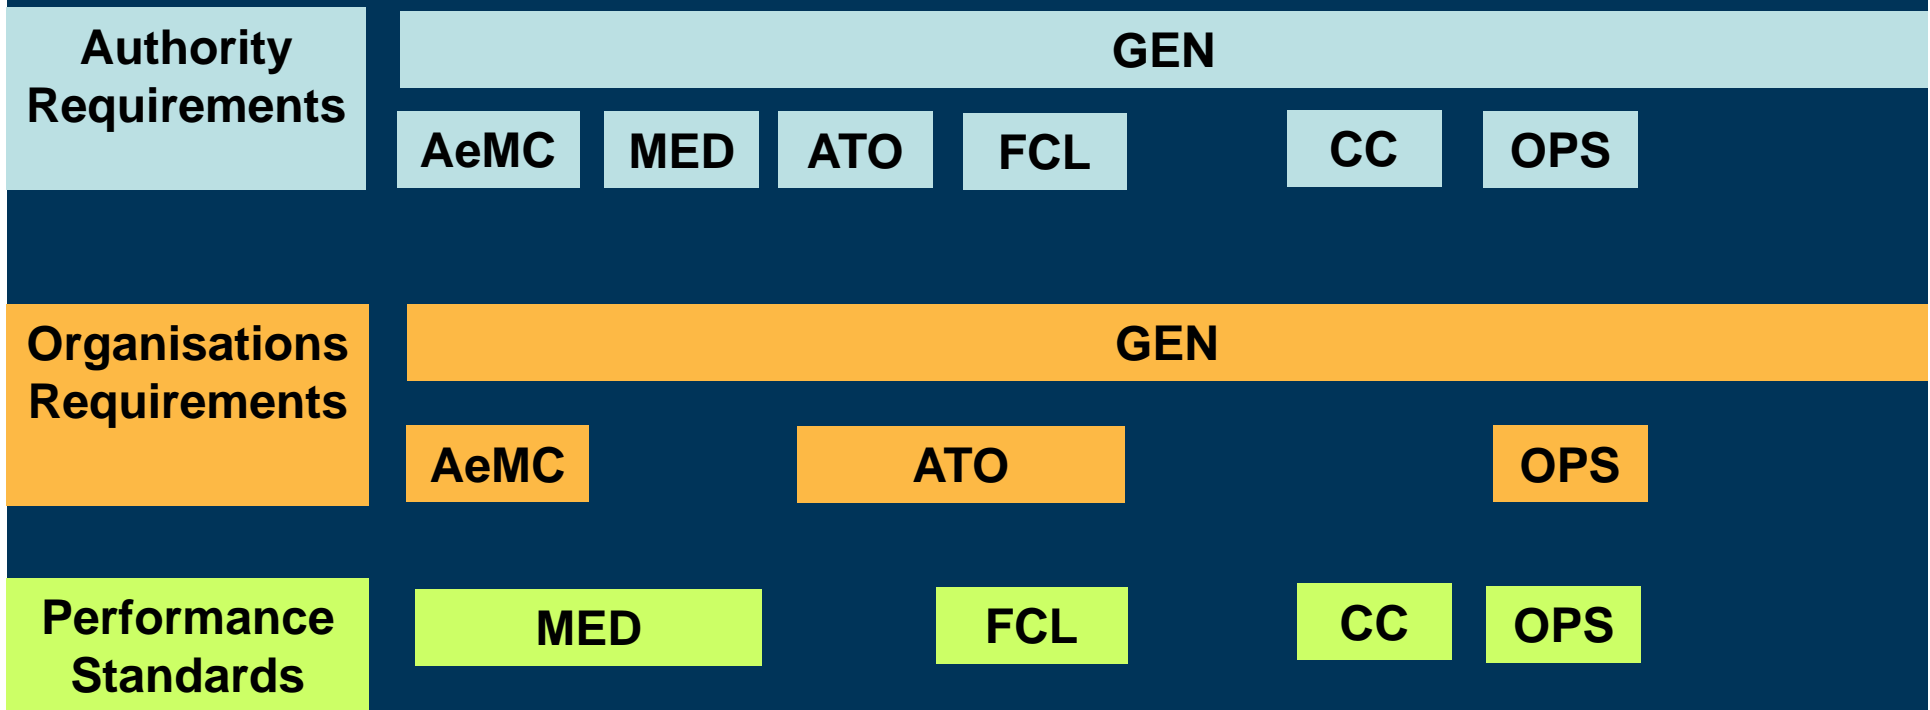 Authority
Requirements
GEN
AeMC MED ATO FCL CC OPS
Organisations
Requirements
GEN
AeMC ATO OPS
Performance
Standards
MED FCL CC OPS